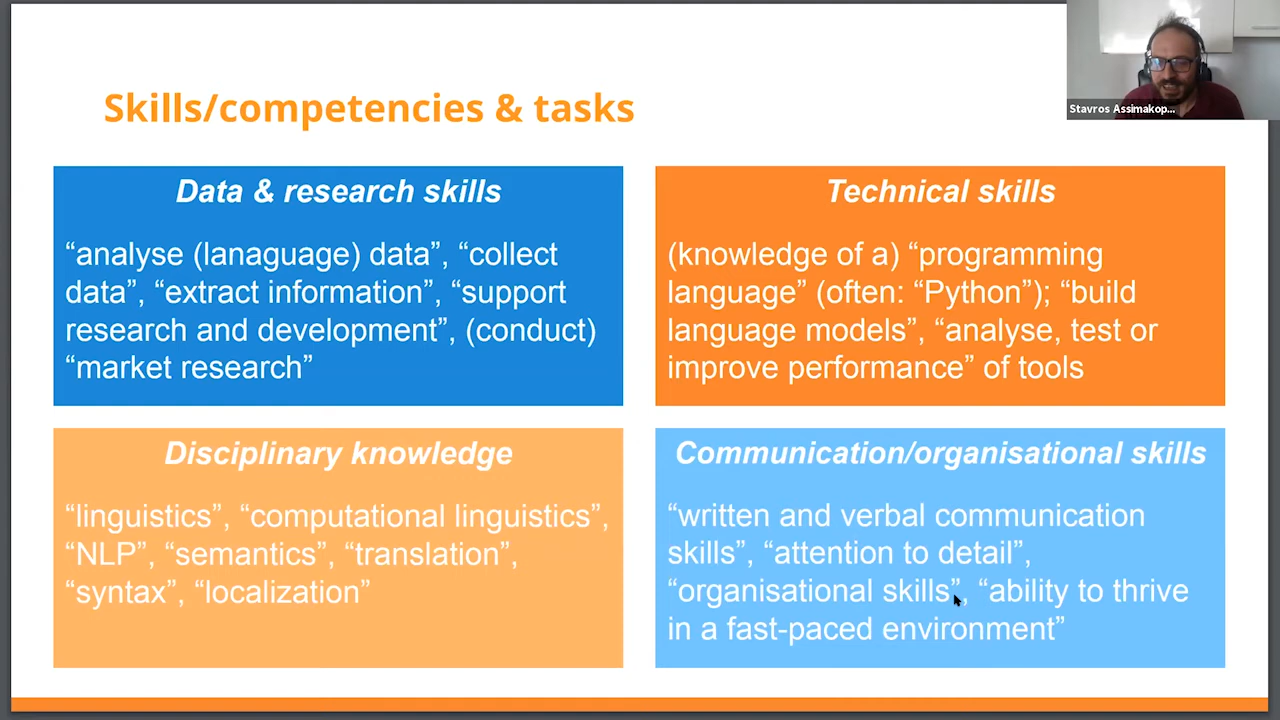 Skills/competencies & tasks
Stavros Assimakop...
Data & research skills
“analyse (lanaguage) data”, “collect
data”, “extract information”, “support
research and development”, (conduct)
“market research”
Technical skills
(knowledge of a) “programming
language” (often: “Python”); “build
language models”, “analyse, test or
improve performance” of tools
Disciplinary knowledge
“linguistics”, “computational linguistics”,
“NLP”, “semantics”, “translation”,
“syntax”, “localization”
Communication/organisational skills
“written and verbal communication
skills”, “attention to detail”,
“organisational skills”, “ability to thrive
in a fast-paced environment”